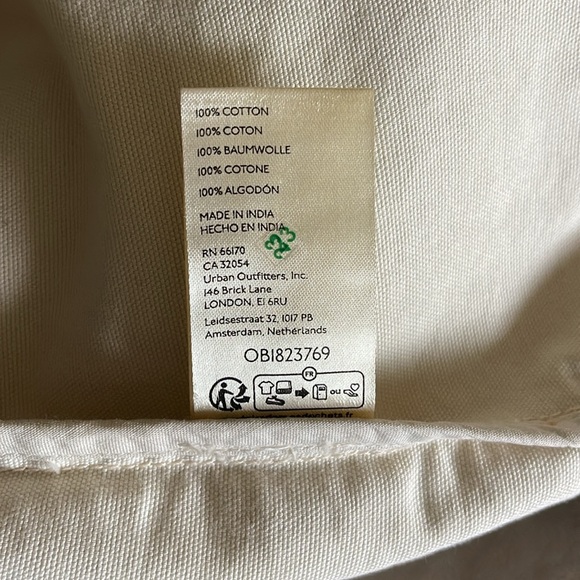 100% COTTON
100% COTON
100% BAUMWOLLE
100% COTONE
100% ALGODÓN
MADE IN INDIA
HECHO EN INDIA
323
RN 66170
CA 32054
Urban Outfitters, Inc.
146 Brick Lane
LONDON, E1 6RU
Leidsestraat 32, 1017 PB
Amsterdam, Netherlands
OB1823769
FR
ou